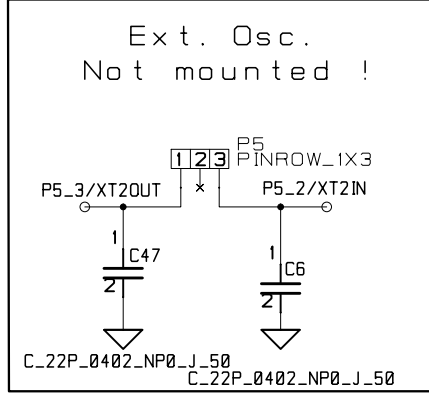 Ext. Osc.
Not mounted !
P5
1 2 3 PINROW_1X3
P5_3/XT2OUT P5_2/XT2IN
1 C47
2
1 C6
2
C_22P_0402_NP0_J_50
C_22P_0402_NP0_J_50